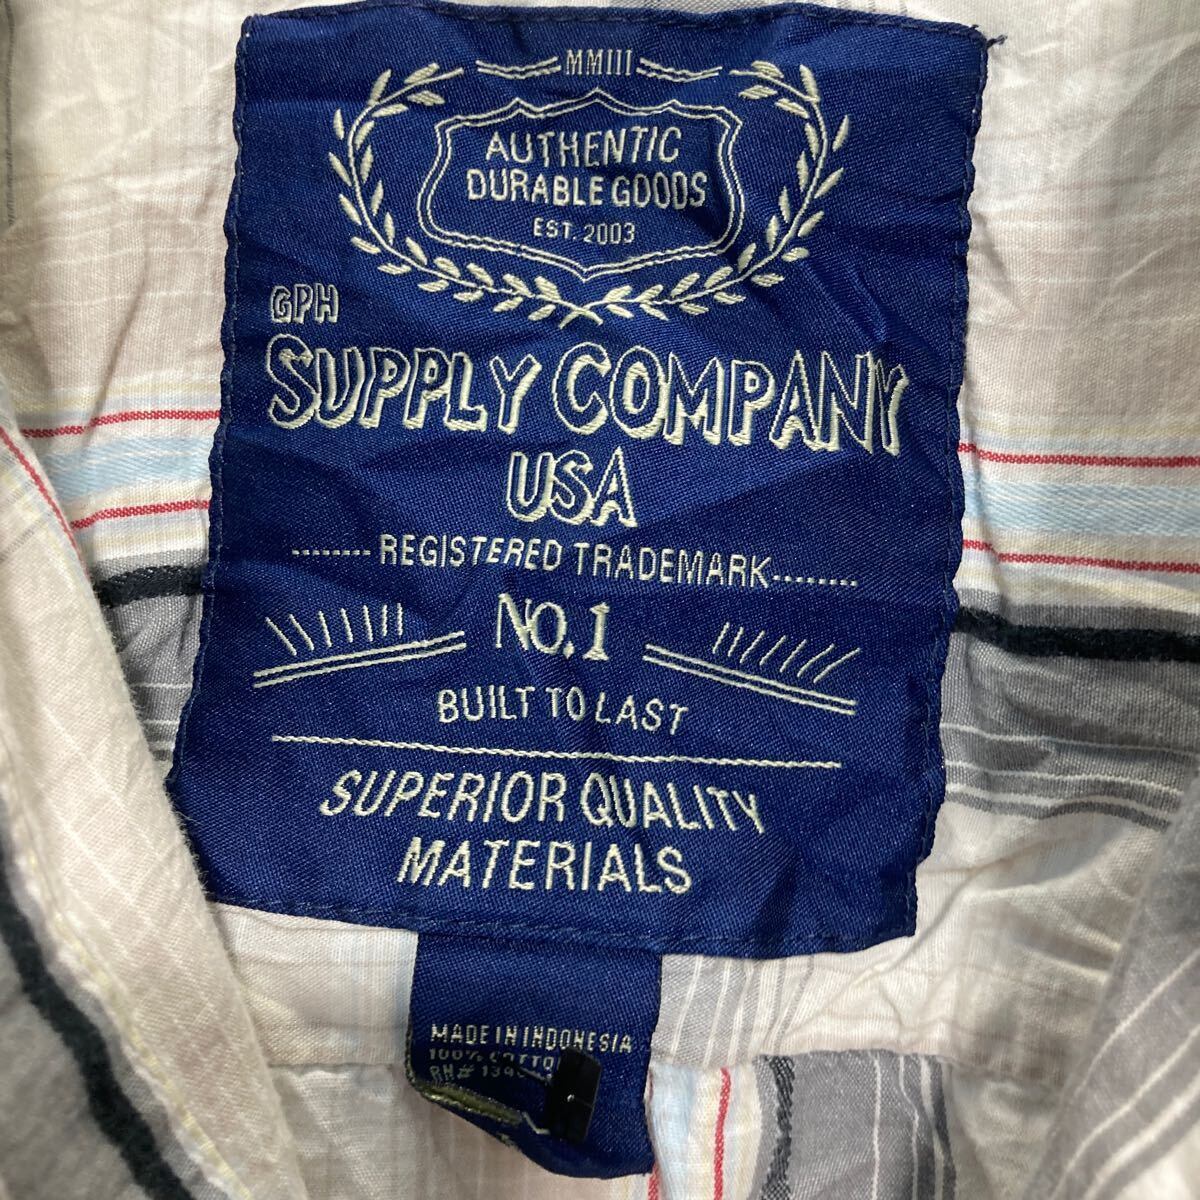 MMIII
AUTHENTIC
DURABLE GOODS
EST. 2003
GPH
SUPPLY COMPANY
USA
REGISTERED TRADEMARK
NO.1
BUILT TO LAST
SUPERIOR QUALITY
MATERIALS
MADE IN INDONESIA
100%
RN#